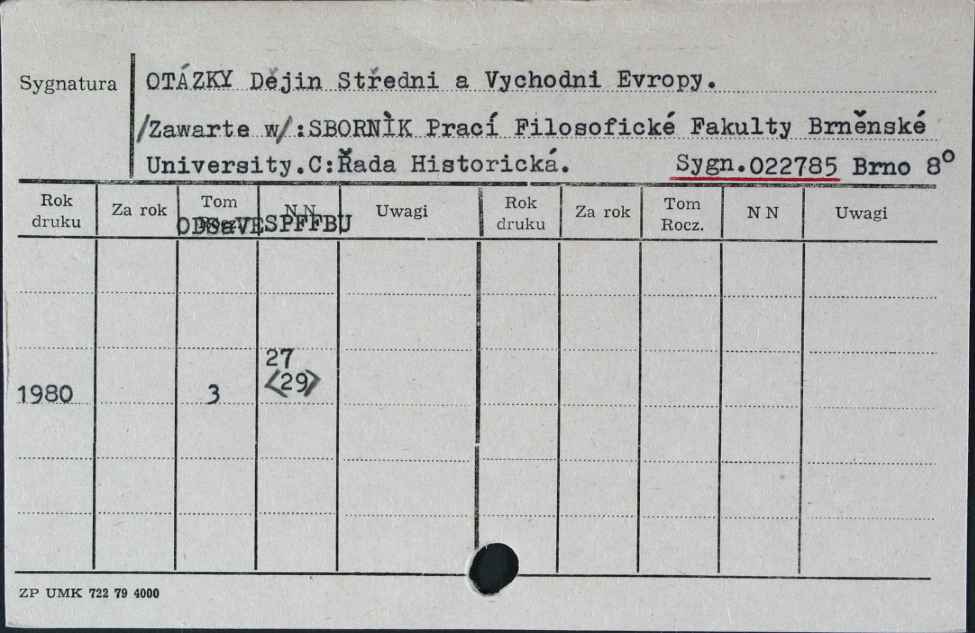 Sygnatura
OTÁZKY Dějin Středni a Vychodni Evropy.
/Zawarte w/:SBORNÌK Prací Filosofické Fakulty Brněnské
University.C:Řada Historická. Sygn.022785 Brno 8°
Rok druku Za rok Tom N N Uwagi Rok druku Za rok Tom Rocz. N N Uwagi
ODSaVE SPFFBU
27
1980 3 <29>
ZP UMK 722 79 4000